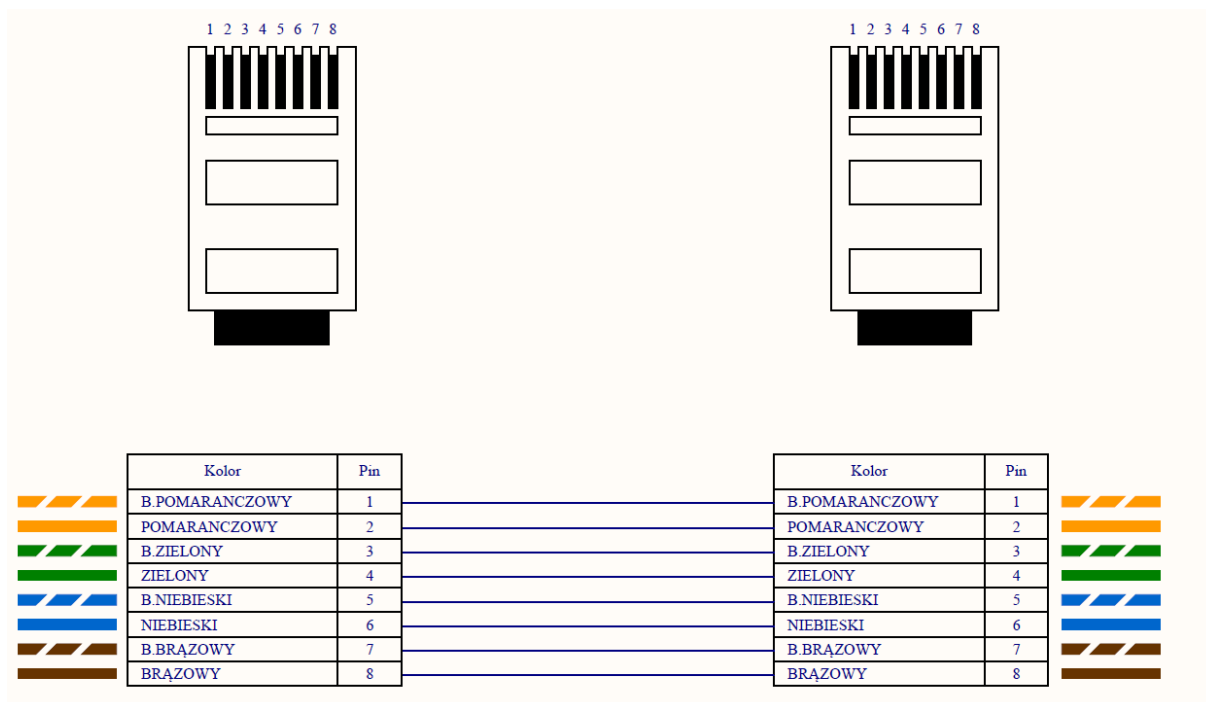 1 2 3 4 5 6 7 8 1 2 3 4 5 6 7 8
Kolor Pin Kolor Pin
B.POMARANCZOWY 1 B.POMARANCZOWY 1
POMARANCZOWY 2 POMARANCZOWY 2
B.ZIELONY 3 B.ZIELONY 3
ZIELONY 4 ZIELONY 4
B.NIEBIESKI 5 B.NIEBIESKI 5
NIEBIESKI 6 NIEBIESKI 6
B.BRĄZOWY 7 B.BRĄZOWY 7
BRĄZOWY 8 BRĄZOWY 8